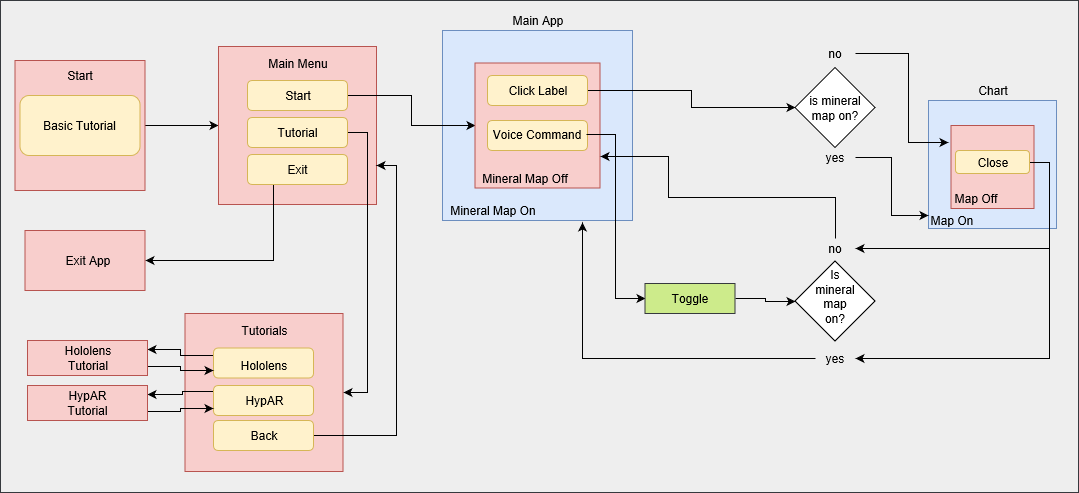 Start
Basic Tutorial
Main Menu
Start
Tutorial
Exit
Exit App
Tutorials
Hololens
HypAR
Back
Hololens
Tutorial
HypAR
Tutorial
Main App
Click Label
Voice Command
Mineral Map Off
Mineral Map On
no
is mineral
map on?
yes
Chart
Close
Map Off
Map On
Toggle
no
Is
mineral
map
on?
yes